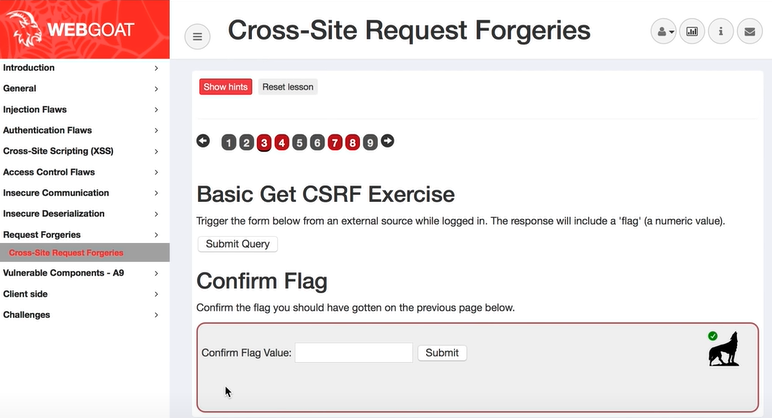 WEBGOAT
Cross-Site Request Forgeries
Introduction
General
Injection Flaws
Authentication Flaws
Cross-Site Scripting (XSS)
Access Control Flaws
Insecure Communication
Insecure Deserialization
Request Forgeries
Cross-Site Request Forgeries
Vulnerable Components - A9
Client side
Challenges
Show hints Reset lesson
1 2 3 4 5 6 7 8 9
Basic Get CSRF Exercise
Trigger the form below from an external source while logged in. The response will include a 'flag' (a numeric value).
Submit Query
Confirm Flag
Confirm the flag you should have gotten on the previous page below.
Confirm Flag Value: Submit